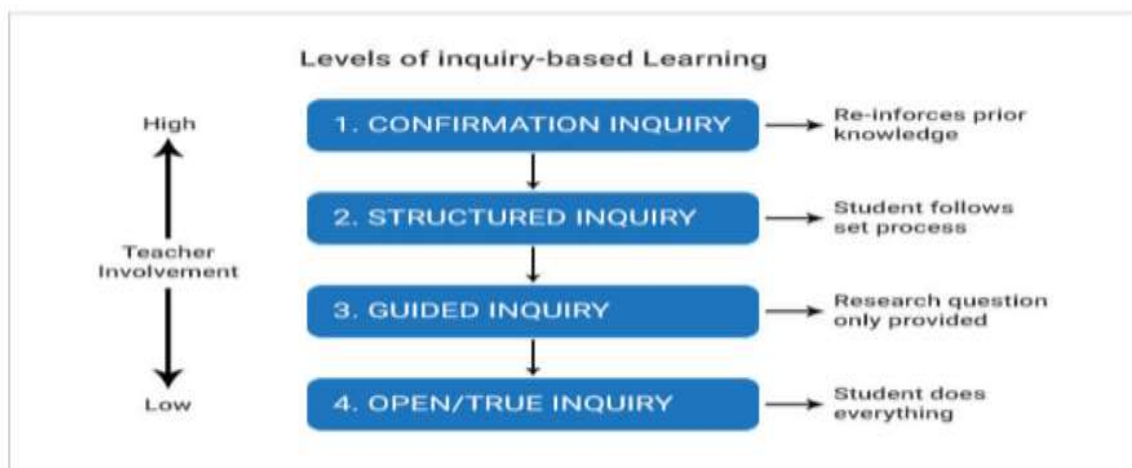 Levels of inquiry-based Learning
High
Teacher
Involvement
Low
1. CONFIRMATION INQUIRY
Re-inforces prior
knowledge
2. STRUCTURED INQUIRY
Student follows
set process
3. GUIDED INQUIRY
Research question
only provided
4. OPEN/TRUE INQUIRY
Student does
everything